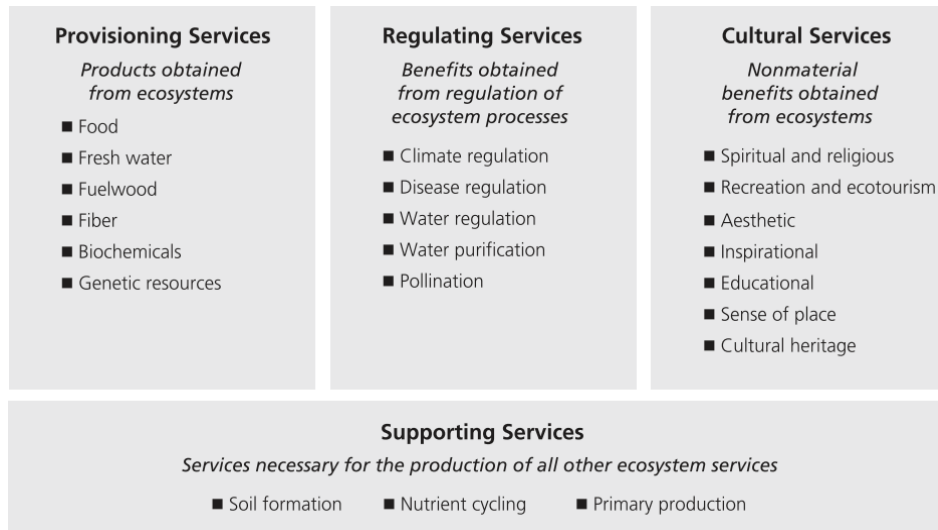 Provisioning Services
Products obtained
from ecosystems
■ Food
■ Fresh water
■ Fuelwood
■ Fiber
■ Biochemicals
■ Genetic resources
Regulating Services
Benefits obtained
from regulation of
ecosystem processes
■ Climate regulation
■ Disease regulation
■ Water regulation
■ Water purification
■ Pollination
Cultural Services
Nonmaterial
benefits obtained
from ecosystems
■ Spiritual and religious
■ Recreation and ecotourism
■ Aesthetic
■ Inspirational
■ Educational
■ Sense of place
■ Cultural heritage
Supporting Services
Services necessary for the production of all other ecosystem services
■ Soil formation ■ Nutrient cycling ■ Primary production